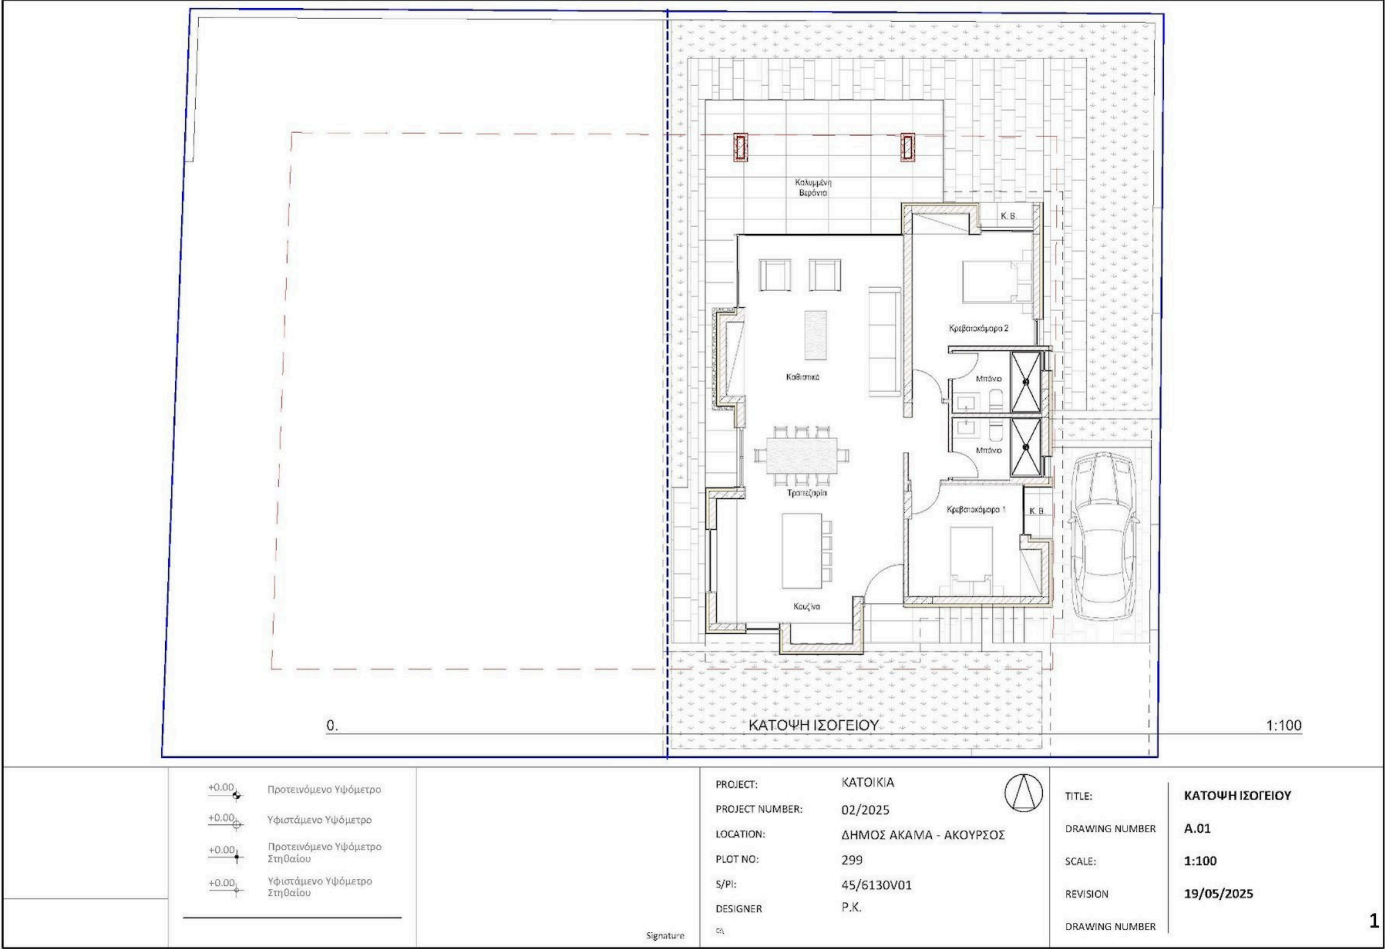 Καλυμμένη
Βεράντα
Κ.Β.
Κρεβατοκάμαρα 2
Καθιστικό
Μπάνιο
Μπάνιο
Τραπεζαρία
Κρεβατοκάμαρα 1
Κ.Β.
Κουζίνα
0. ΚΑΤΟΨΗ ΙΣΟΓΕΙΟΥ 1:100
+0.00 Προτεινόμενο Υψόμετρο
+0.00 Υφιστάμενο Υψόμετρο
+0.00 Προτεινόμενο Υψόμετρο
Στηθαίου
+0.00 Υφιστάμενο Υψόμετρο
Στηθαίου
Signature
PROJECT: ΚΑΤΟΙΚΙΑ
PROJECT NUMBER: 02/2025
LOCATION: ΔΗΜΟΣ ΑΚΑΜΑ - ΑΚΟΥΡΣΟΣ
PLOT NO: 299
S/Pl: 45/6130V01
DESIGNER P.K.
TITLE: ΚΑΤΟΨΗ ΙΣΟΓΕΙΟΥ
DRAWING NUMBER A.01
SCALE: 1:100
REVISION 19/05/2025
DRAWING NUMBER
1